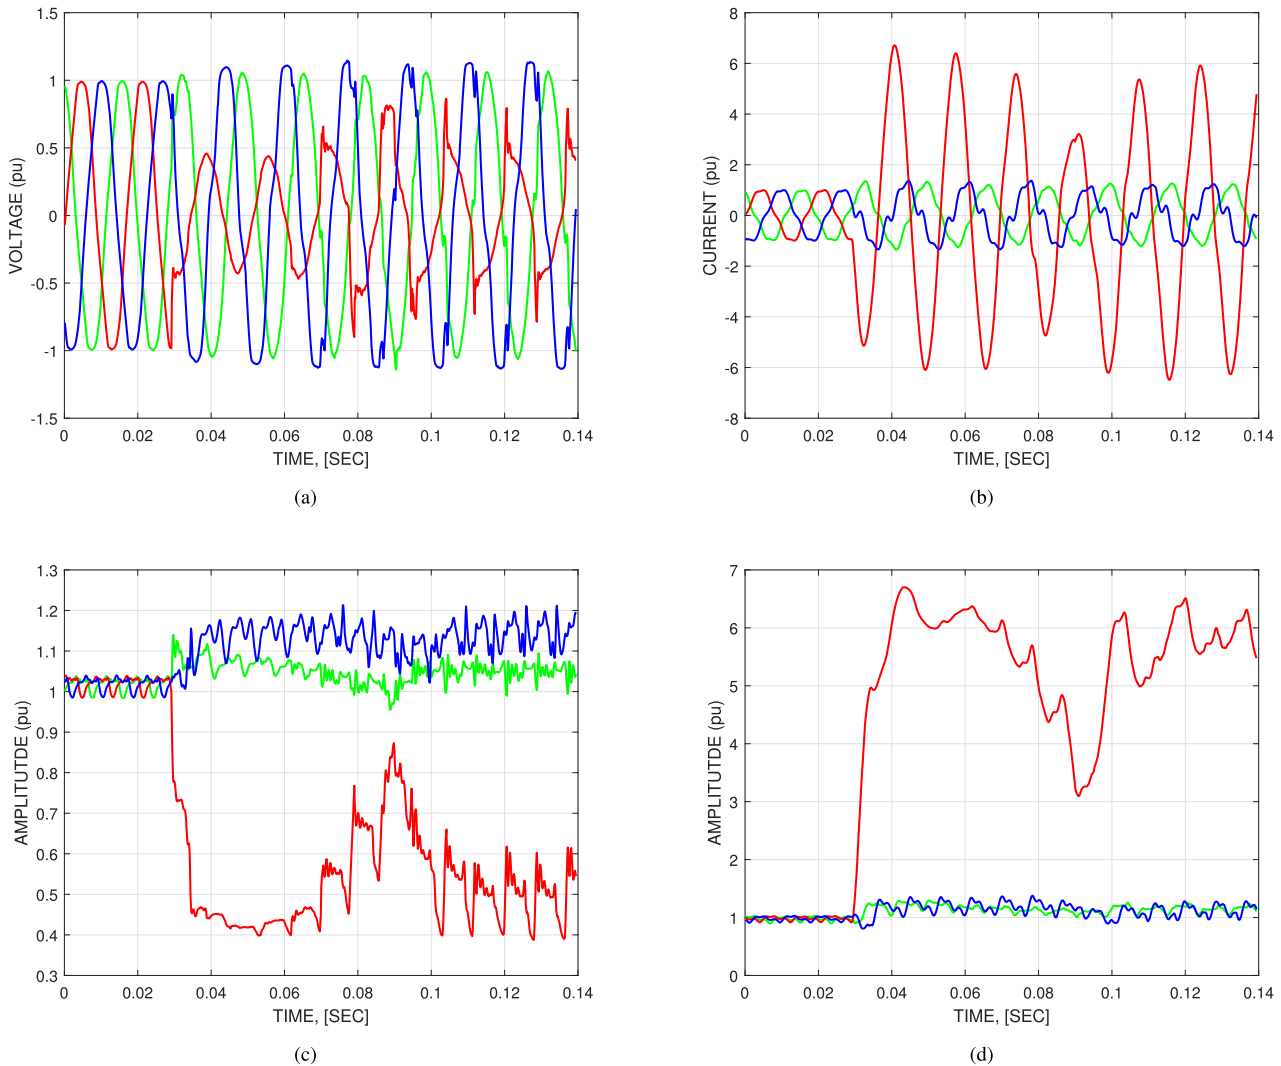 1.5
1
0.5
0
-0.5
-1
-1.5
VOLTAGE (pu)
0 0.02 0.04 0.06 0.08 0.1 0.12 0.14
TIME, [SEC]
(a)
8
6
4
2
0
-2
-4
-6
-8
CURRENT (pu)
0 0.02 0.04 0.06 0.08 0.1 0.12 0.14
TIME, [SEC]
(b)
1.3
1.2
1.1
1
0.9
0.8
0.7
0.6
0.5
0.4
0.3
AMPLITUTDE (pu)
0 0.02 0.04 0.06 0.08 0.1 0.12 0.14
TIME, [SEC]
(c)
7
6
5
4
3
2
1
0
AMPLITUTDE (pu)
0 0.02 0.04 0.06 0.08 0.1 0.12 0.14
TIME, [SEC]
(d)